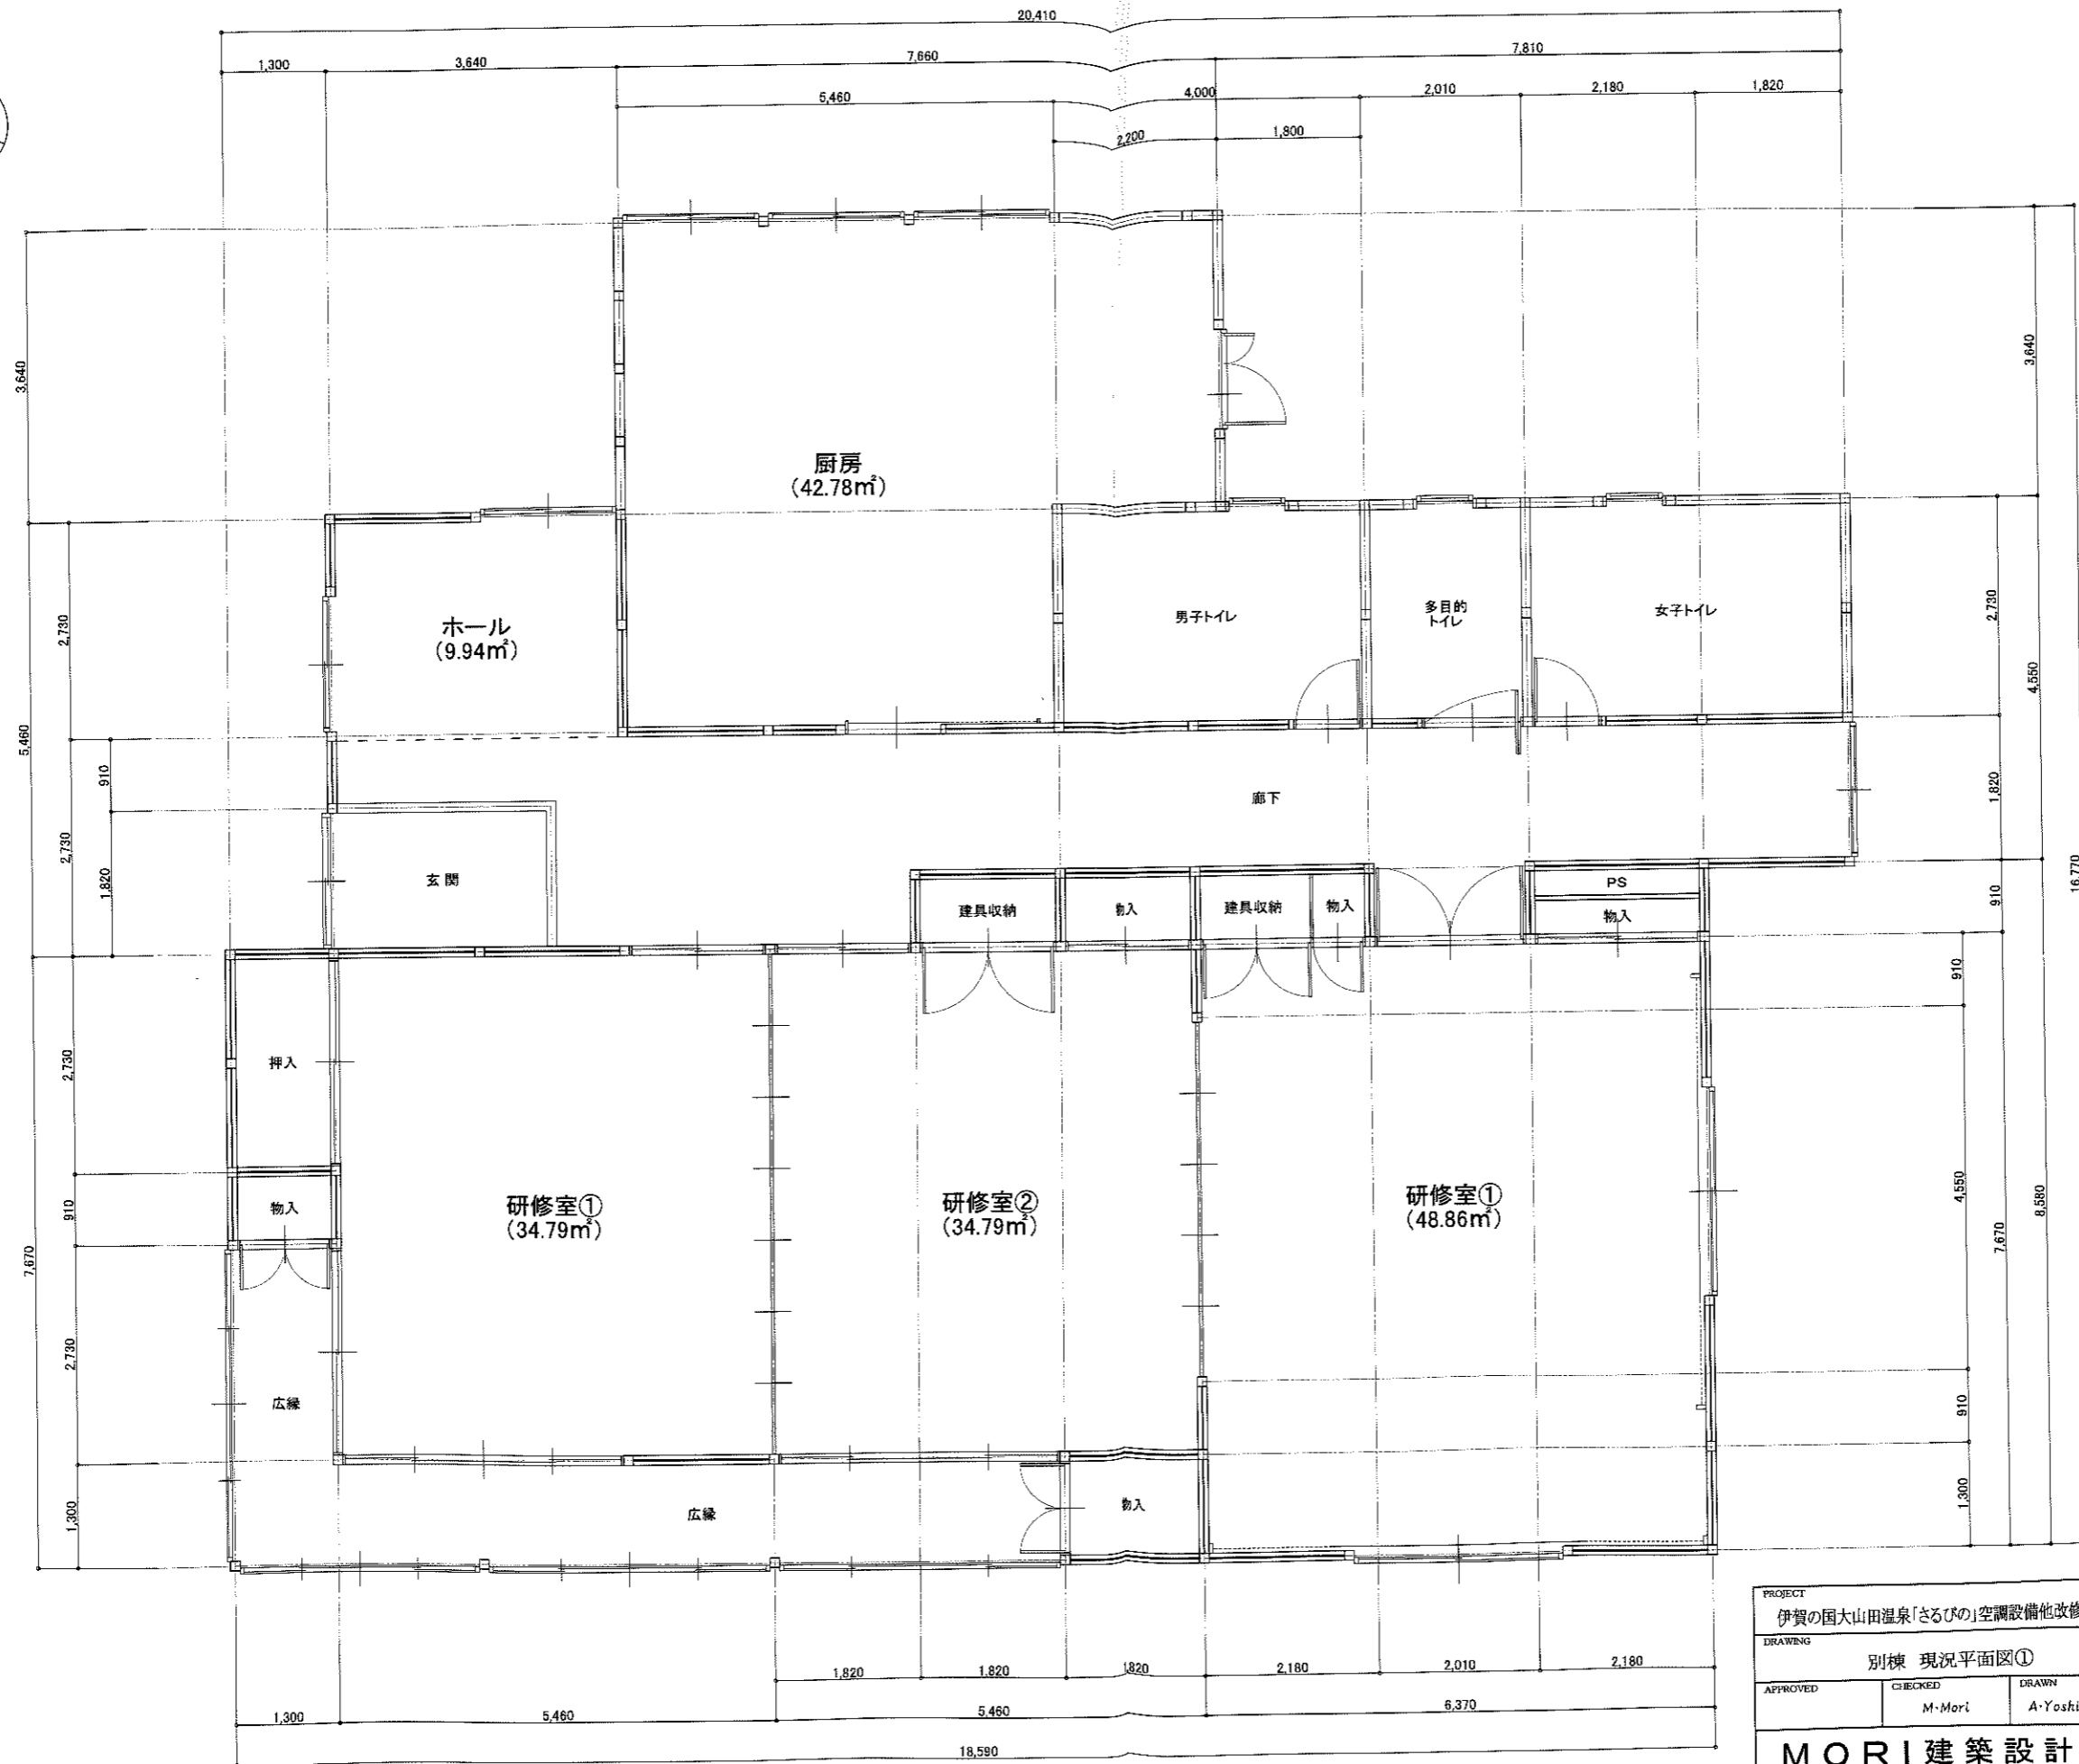 20,410
1,300
3,640
7,660
7,810
5,460
4,000
2,010
2,180
1,820
2,200
1,800
3,640
5,460
2,730
2,730
910
1,820
7,670
2,730
910
2,730
1,300
厨房
(42.78㎡)
ホール
(9.94㎡)
男子トイレ
多目的
トイレ
女子トイレ
廊下
玄関
建具収納
物入
建具収納
物入
PS
物入
押入
物入
研修室①
(34.79㎡)
研修室②
(34.79㎡)
研修室①
(48.86㎡)
広縁
広縁
物入
3,640
2,730
4,550
1,820
910
16,770
910
4,550
7,670
8,580
910
1,300
1,820
1,820
1,820
2,180
2,010
2,180
1,300
5,460
5,460
6,370
18,590
PROJECT
伊賀の国大山田温泉「さるびの」空調設備他改修
DRAWING
別棟 現況平面図①
APPROVED
CHECKED
DRAWN
M・Mori
A・Yoshi
MORI建築設計